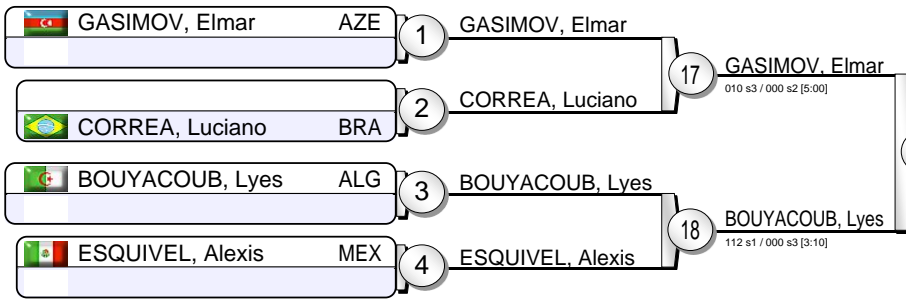 GASIMOV, Elmar AZE
1
GASIMOV, Elmar
17
GASIMOV, Elmar
010 s3 / 000 s2 [5:00]
2
CORREA, Luciano
CORREA, Luciano BRA
BOUYACOUB, Lyes ALG
3
BOUYACOUB, Lyes
18
BOUYACOUB, Lyes
112 s1 / 000 s3 [3:10]
ESQUIVEL, Alexis MEX
4
ESQUIVEL, Alexis